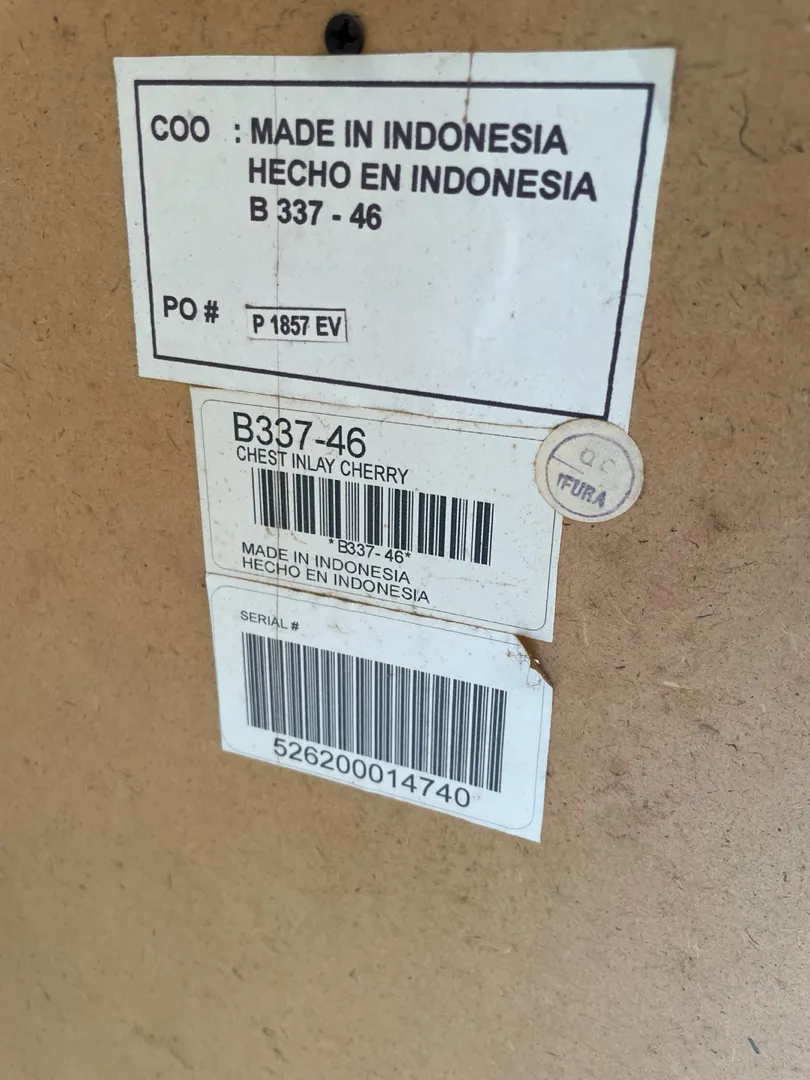 COO : MADE IN INDONESIA
HECHO EN INDONESIA
B 337 - 46
PO # P 1857 EV
B337-46
CHEST INLAY CHERRY
*B337-46*
MADE IN INDONESIA
HECHO EN INDONESIA
QC
IFURA
SERIAL #
526200014740